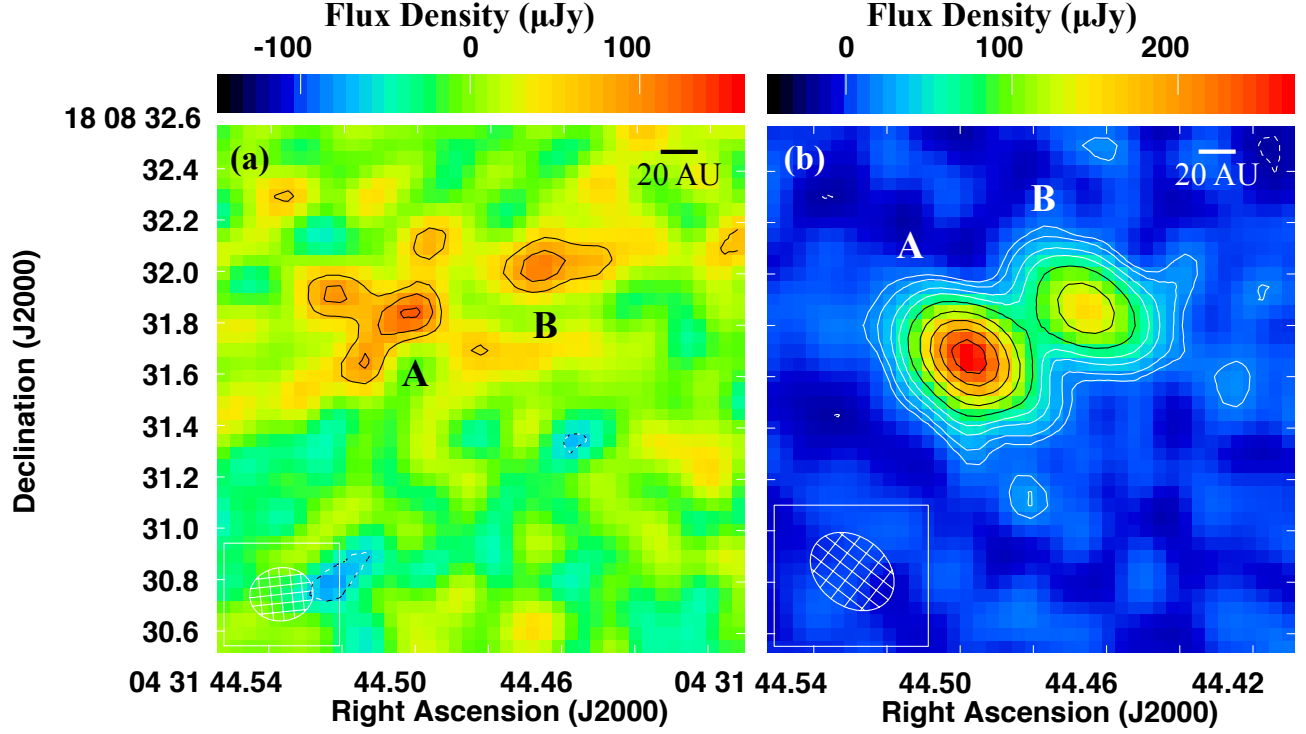 Flux Density (μJy)
Flux Density (μJy)
-100 0 100
0 100 200
18 08 32.6
32.4
32.2
32.0
31.8
31.6
31.4
31.2
31.0
30.8
30.6
Declination (J2000)
(a)
20 AU
A
B
(b)
20 AU
B
A
04 31 44.54 44.50 44.46
04 31 44.54 44.50 44.46 44.42
Right Ascension (J2000)
Right Ascension (J2000)